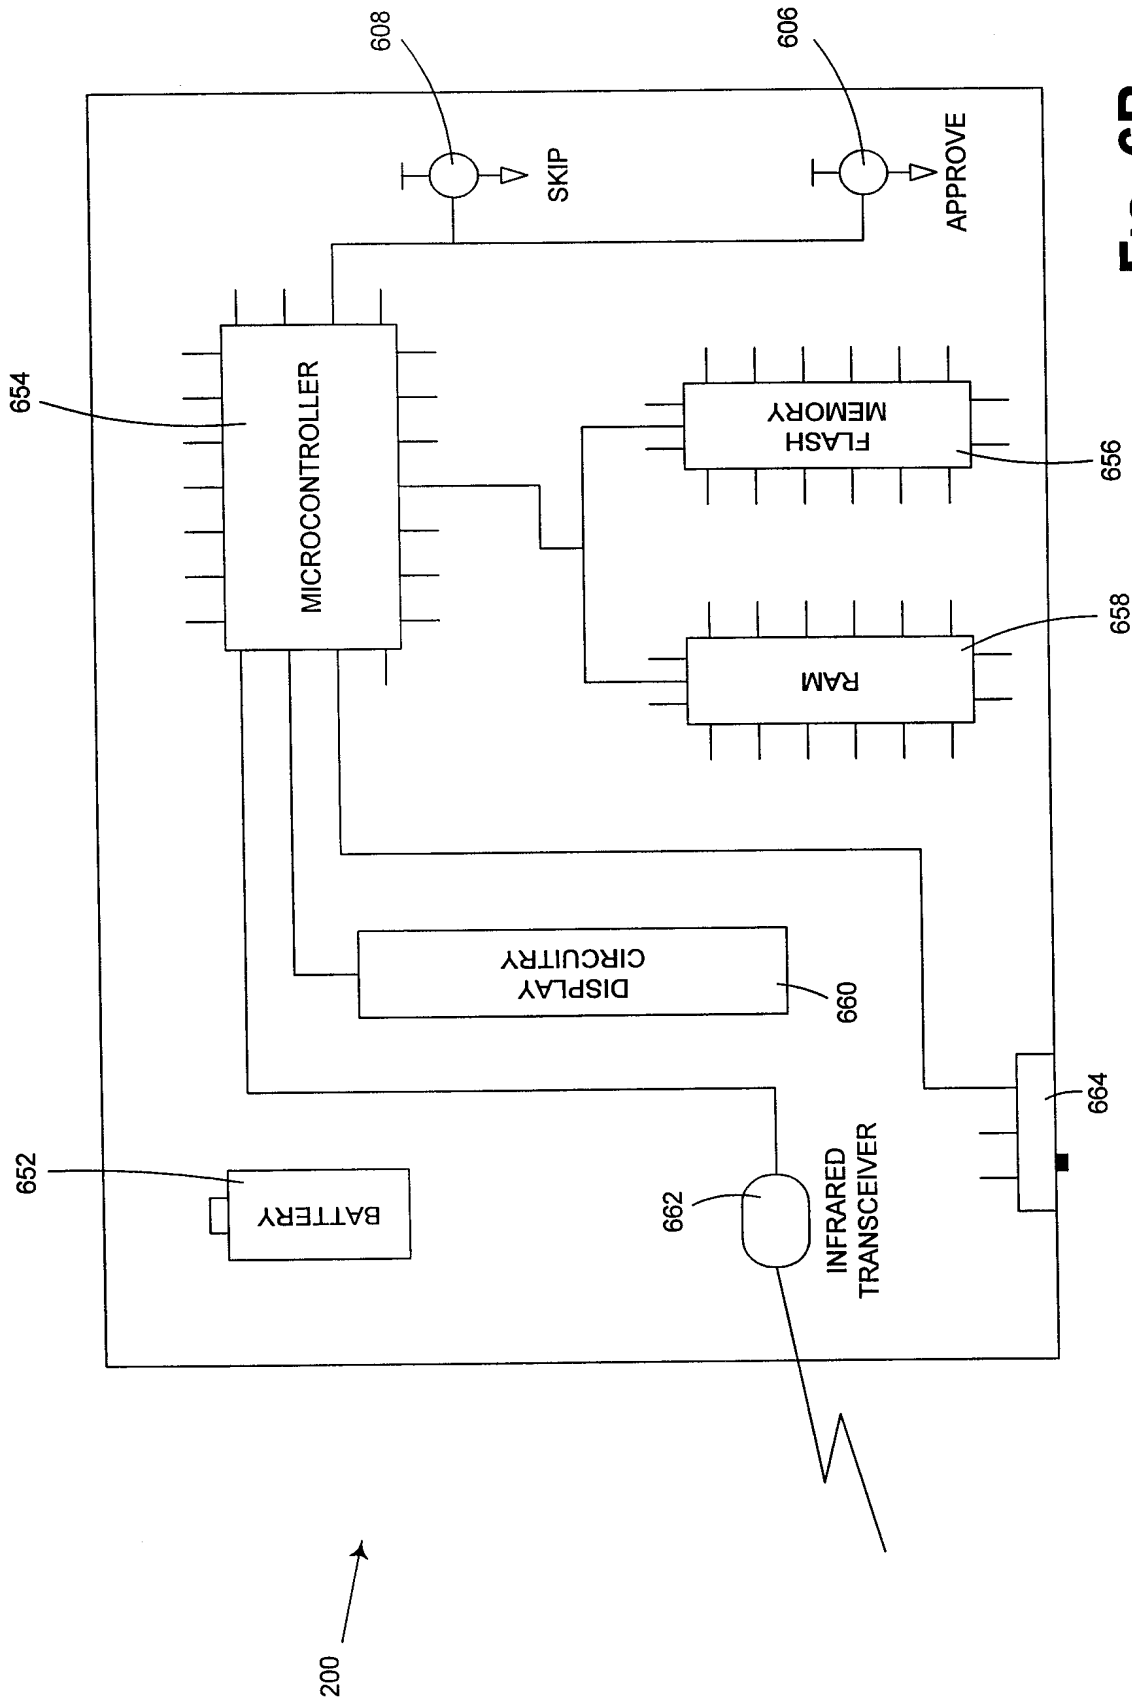 200
652
BATTERY
654
MICROCONTROLLER
608
SKIP
606
APPROVE
662
INFRARED
TRANSCEIVER
DISPLAY
CIRCUITRY
660
RAM
658
FLASH
MEMORY
656
664